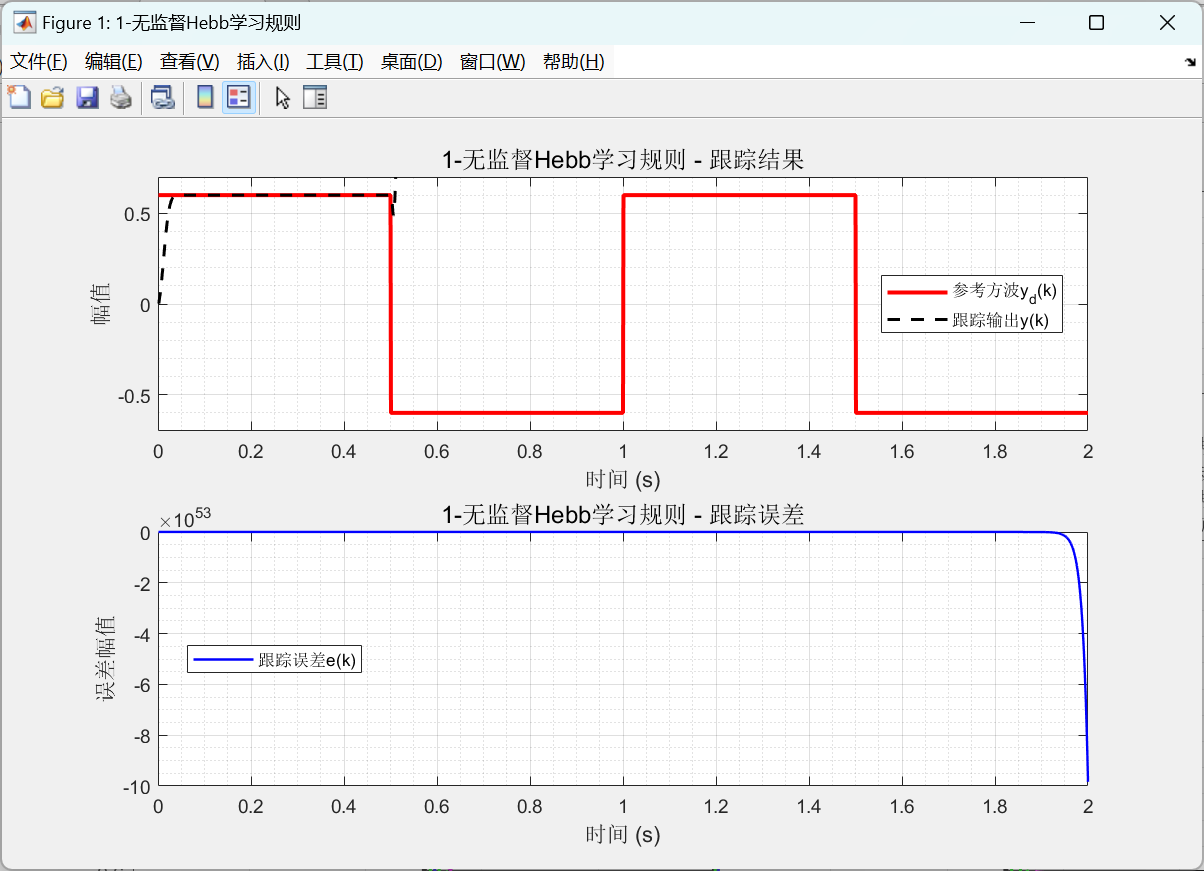 Figure 1: 1-无监督Hebb学习规则
文件(F) 编辑(E) 查看(V) 插入(I) 工具(T) 桌面(D) 窗口(W) 帮助(H)
1-无监督Hebb学习规则 - 跟踪结果
0.5
0
-0.5
幅值
参考方波y_d(k)
跟踪输出y(k)
0 0.2 0.4 0.6 0.8 1 1.2 1.4 1.6 1.8 2
时间 (s)
1-无监督Hebb学习规则 - 跟踪误差
×10^53
0
-2
-4
-6
-8
-10
误差幅值
跟踪误差e(k)
0 0.2 0.4 0.6 0.8 1 1.2 1.4 1.6 1.8 2
时间 (s)